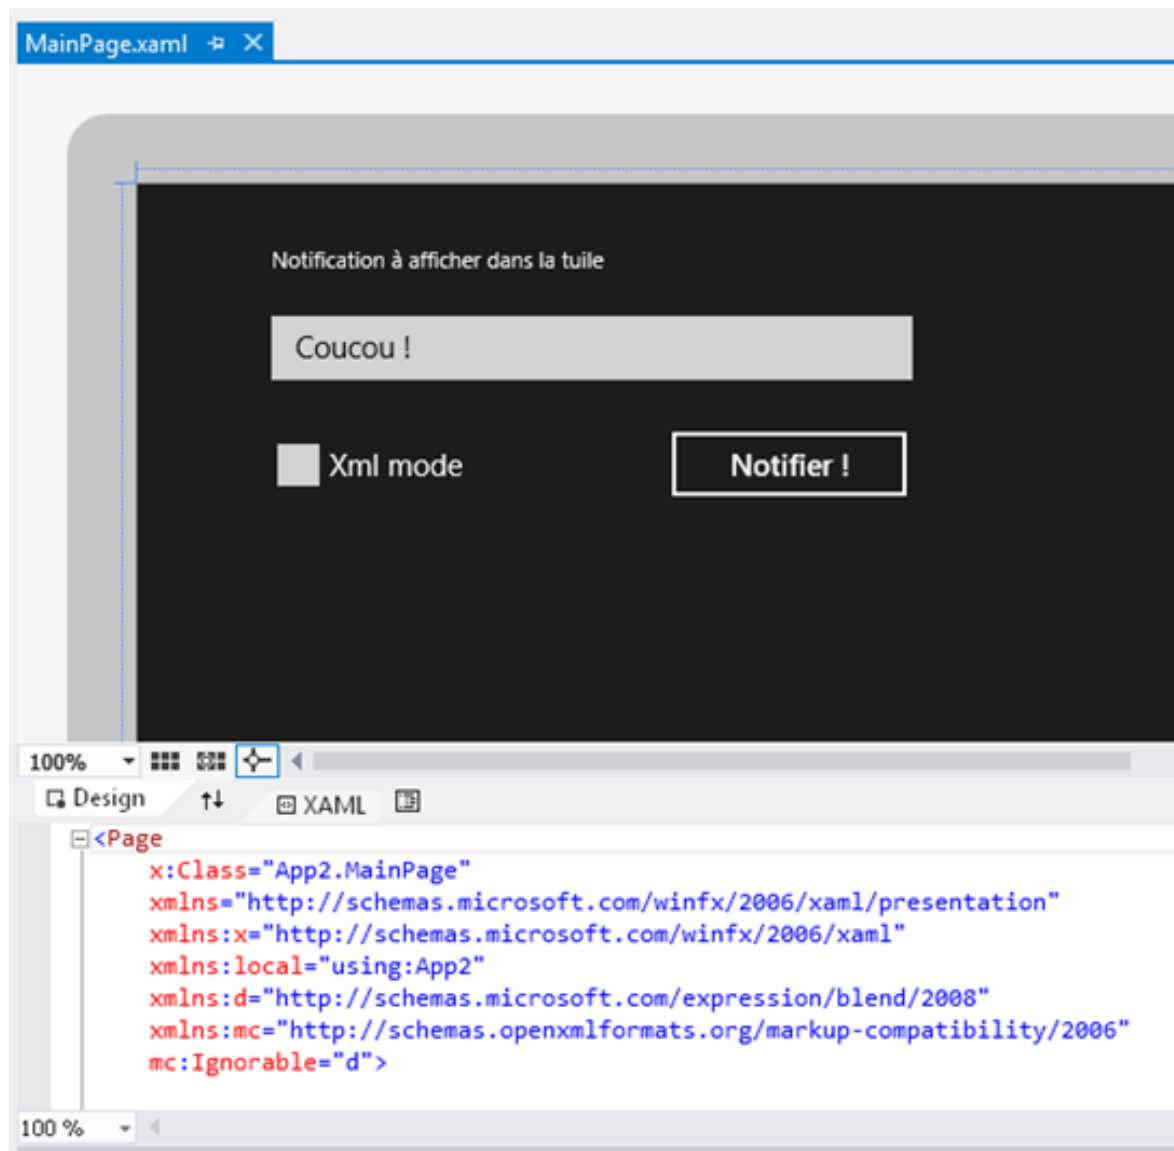 MainPage.xaml
Notification à afficher dans la tuile
Coucou !
Xml mode
Notifier !
100%
Design
XAML
<Page
x:Class="App2.MainPage"
xmlns="http://schemas.microsoft.com/winfx/2006/xaml/presentation"
xmlns:x="http://schemas.microsoft.com/winfx/2006/xaml"
xmlns:local="using:App2"
xmlns:d="http://schemas.microsoft.com/expression/blend/2008"
xmlns:mc="http://schemas.openxmlformats.org/markup-compatibility/2006"
mc:Ignorable="d">
100 %